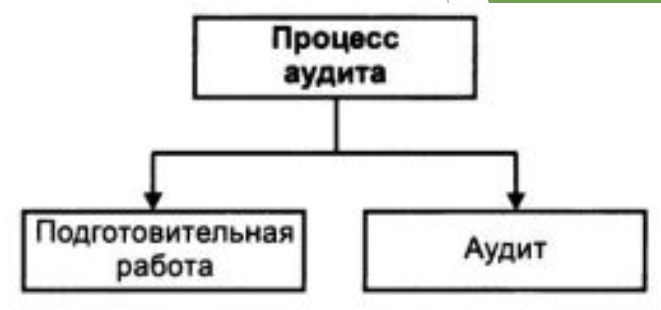 Процесс
аудита
Подготовительная
работа
Аудит